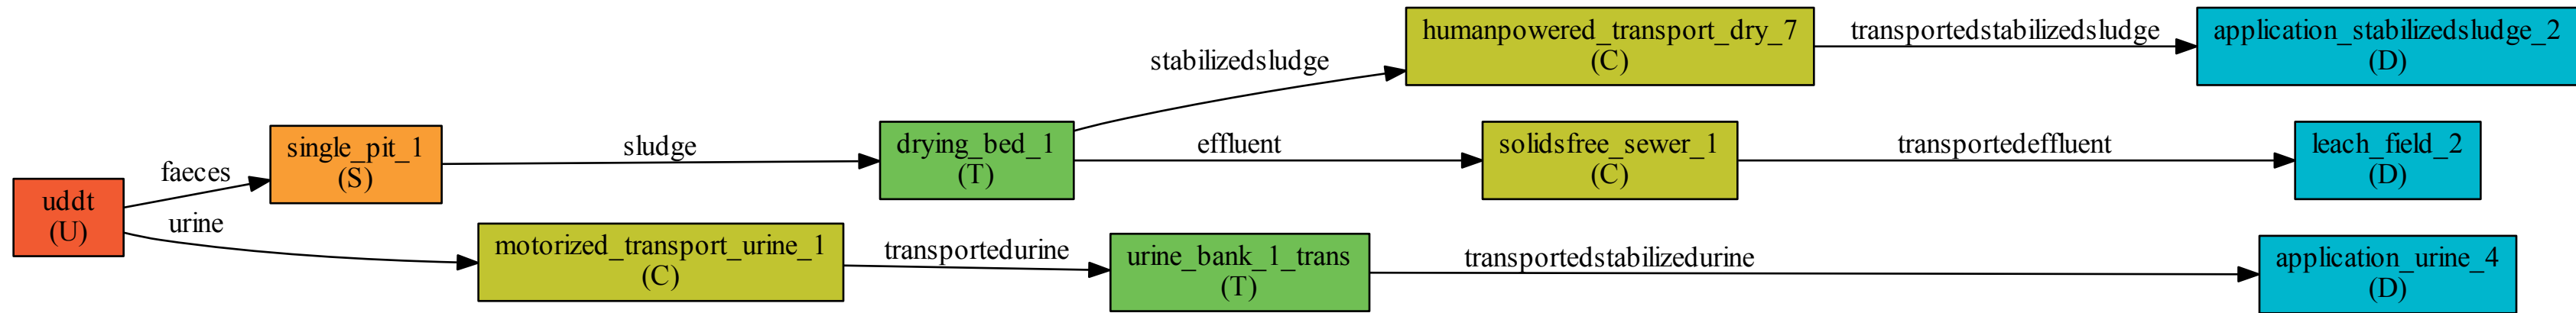 humanpowered_transport_dry_7
(C)
transportedstabilizedsludge
application_stabilizedsludge_2
(D)
stabilizedsludge
single_pit_1
(S)
sludge
drying_bed_1
(T)
effluent
solidsfree_sewer_1
(C)
transportedeffluent
leach_field_2
(D)
faeces
uddt
(U)
urine
motorized_transport_urine_1
(C)
transportedurine
urine_bank_1_trans
(T)
transportedstabilizedurine
application_urine_4
(D)